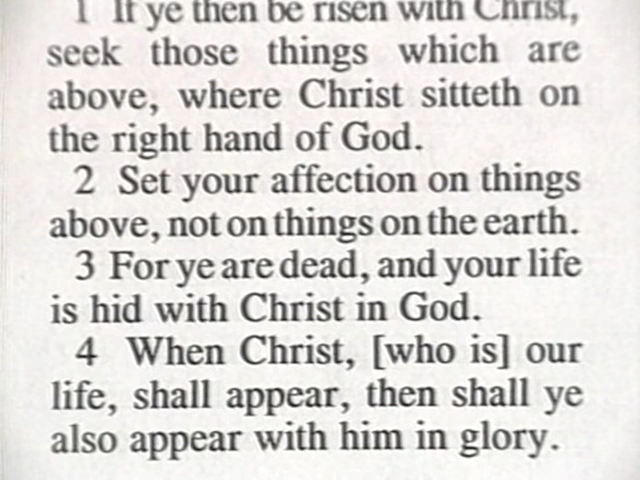 1 If ye then be risen with Christ,
seek those things which are
above, where Christ sitteth on
the right hand of God.
2 Set your affection on things
above, not on things on the earth.
3 For ye are dead, and your life
is hid with Christ in God.
4 When Christ, [who is] our
life, shall appear, then shall ye
also appear with him in glory.